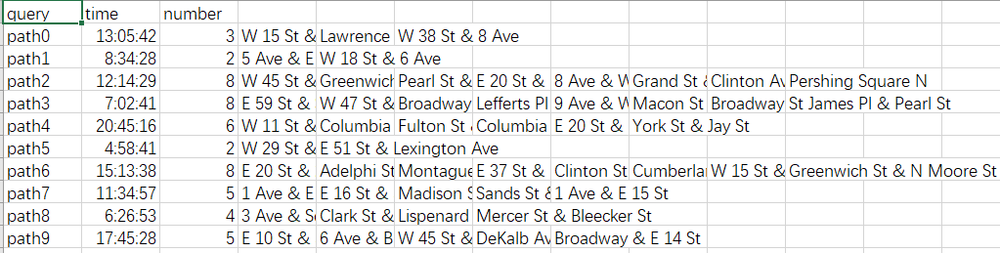 query time number
path0 13:05:42 3 W 15 St & Lawrence W 38 St & 8 Ave
path1 8:34:28 2 5 Ave & E W 18 St & 6 Ave
path2 12:14:29 8 W 45 St & Greenwich Pearl St & E 20 St & 8 Ave & W Grand St & Clinton Av Pershing Square N
path3 7:02:41 8 E 59 St & W 47 St & Broadway Lefferts Pl 9 Ave & W Macon St Broadway St James Pl & Pearl St
path4 20:45:16 6 W 11 St & Columbia Fulton St Columbia E 20 St & York St & Jay St
path5 4:58:41 2 W 29 St & E 51 St & Lexington Ave
path6 15:13:38 8 E 20 St & Adelphi St Montague E 37 St & Clinton St Cumberla W 15 St & Greenwich St & N Moore St
path7 11:34:57 5 1 Ave & E E 16 St & Madison S Sands St & 1 Ave & E 15 St
path8 6:26:53 4 3 Ave & S Clark St & Lispenard Mercer St & Bleecker St
path9 17:45:28 5 E 10 St & 6 Ave & B W 45 St & DeKalb Av Broadway & E 14 St